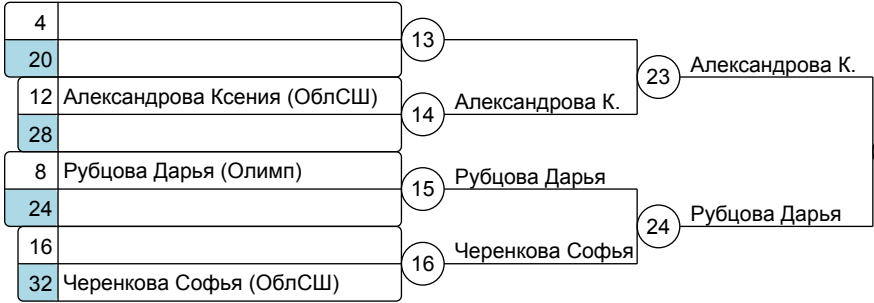 4
13
20
23
Александрова К.
12 Александрова Ксения (ОблСШ)
14
Александрова К.
28
8 Рубцова Дарья (Олимп)
15
Рубцова Дарья
24
24
Рубцова Дарья
16
16
Черенкова Софья
32 Черенкова Софья (ОблСШ)